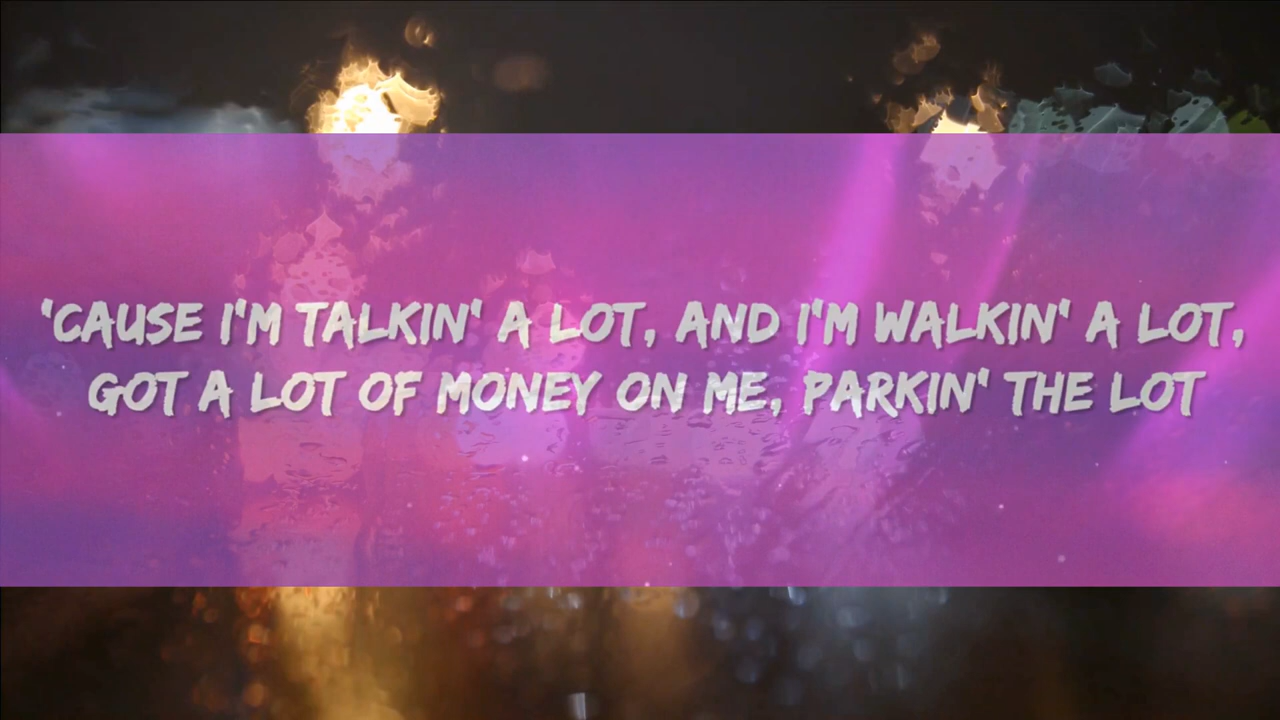 'CAUSE I'M TALKIN' A LOT, AND I'M WALKIN' A LOT,
GOT A LOT OF MONEY ON ME, PARKIN' THE LOT